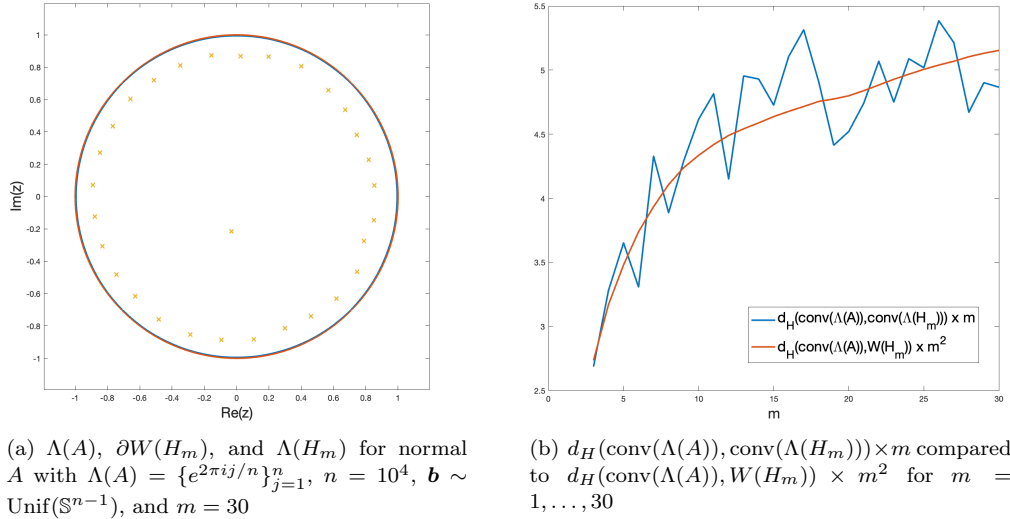 1
0.8
0.6
0.4
0.2
0
-0.2
-0.4
-0.6
-0.8
-1
Im(z)
-1 -0.8 -0.6 -0.4 -0.2 0 0.2 0.4 0.6 0.8 1
Re(z)
5.5
5
4.5
4
3.5
3
2.5
0 5 10 15 20 25 30
m
d_H(conv(Λ(A)),conv(Λ(H_m))) x m
d_H(conv(Λ(A)),W(H_m)) x m^2
(a) Λ(A), ∂W(H_m), and Λ(H_m) for normal
A with Λ(A) = {e^{2πij/n}}_{j=1}^n, n = 10^4, b ∼
Unif(𝕊^{n−1}), and m = 30
(b) d_H(conv(Λ(A)), conv(Λ(H_m)))×m compared
to d_H(conv(Λ(A)), W(H_m)) × m^2 for m =
1, . . . , 30